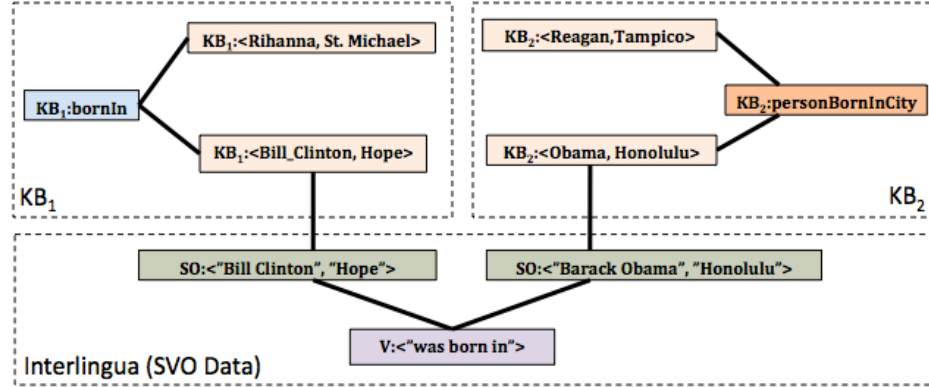 KB₁:<Rihanna, St. Michael>
KB₁:bornIn
KB₁:<Bill_Clinton, Hope>
KB₁
KB₂:<Reagan,Tampico>
KB₂:personBornInCity
KB₂:<Obama, Honolulu>
KB₂
SO:<"Bill Clinton", "Hope">
SO:<"Barack Obama", "Honolulu">
V:<"was born in">
Interlingua (SVO Data)